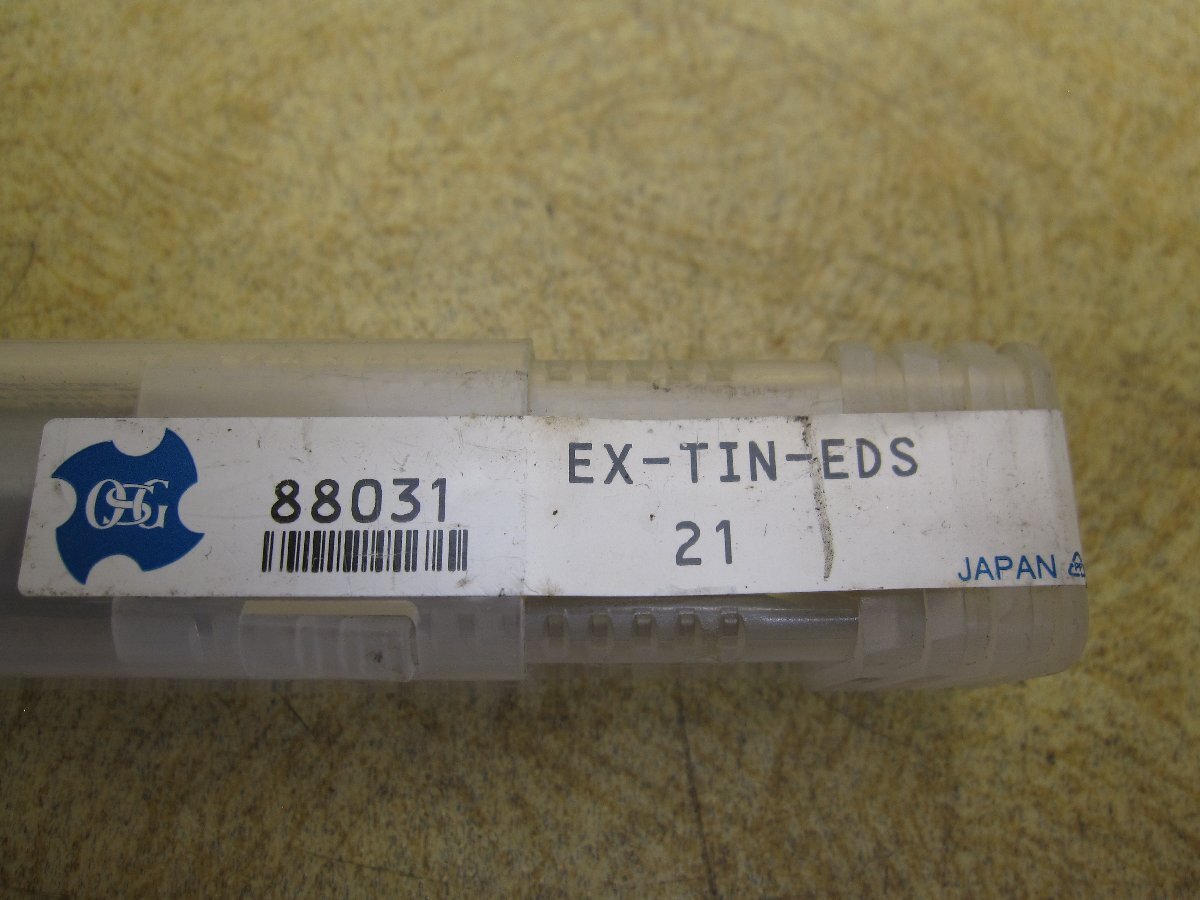 OSG
88031
EX-TIN-EDS
21
JAPAN